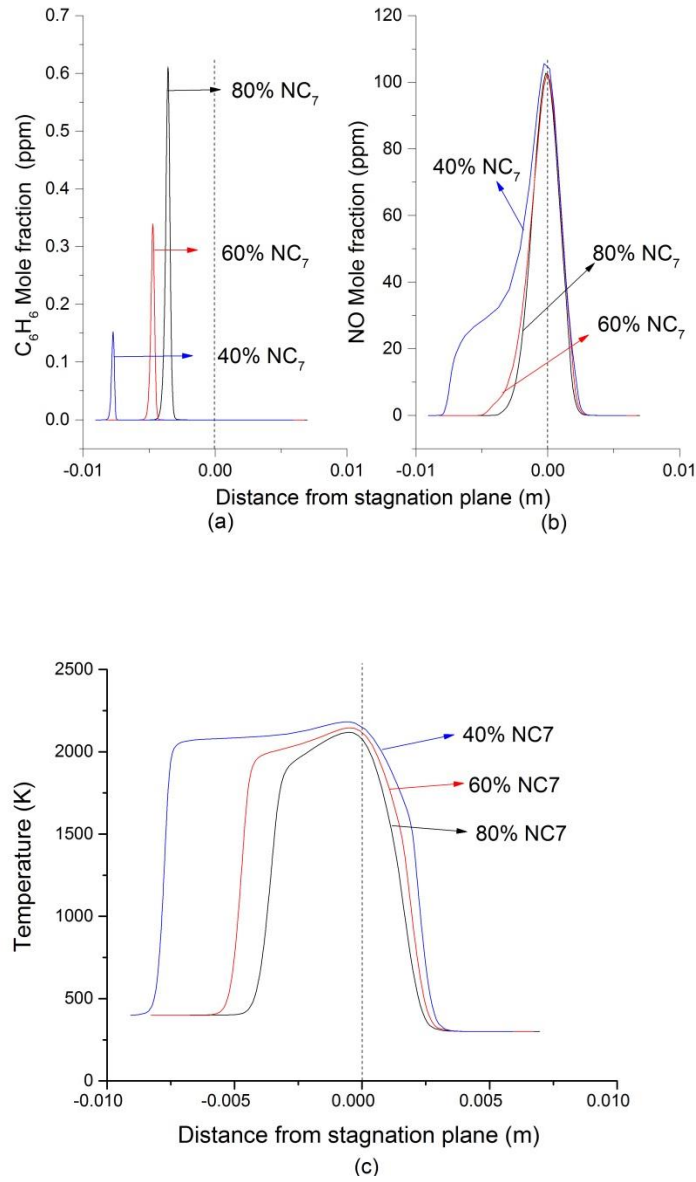 0.7
0.6
0.5
0.4
0.3
0.2
0.1
0.0
C₆H₆ Mole fraction (ppm)
80% NC₇
60% NC₇
40% NC₇
-0.01
0.00
0.01
120
100
80
60
40
20
0
NO Mole fraction (ppm)
40% NC₇
80% NC₇
60% NC₇
-0.01
0.00
0.01
Distance from stagnation plane (m)
(a)
(b)
2500
2000
1500
1000
500
0
Temperature (K)
40% NC7
60% NC7
80% NC7
-0.010
-0.005
0.000
0.005
0.010
Distance from stagnation plane (m)
(c)